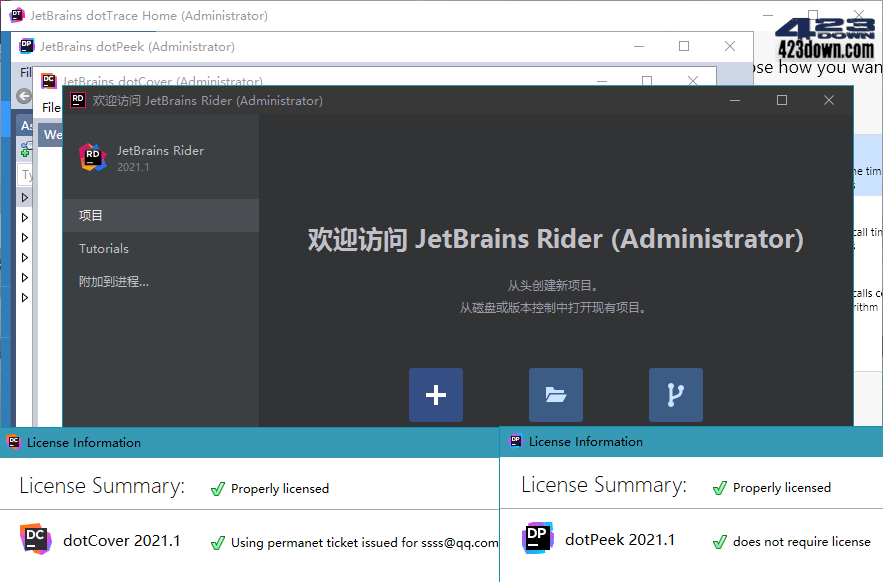 JetBrains dotTrace Home (Administrator)
423
DOWN
423down.com
JetBrains dotPeek (Administrator)
ose how you wan
Fil
JetBrains dotCover (Administrator)
File
欢迎访问 JetBrains Rider (Administrator)
As
We
JetBrains Rider
2021.1
Ty
he tim
s
项目
Tutorials
附加到进程...
欢迎访问 JetBrains Rider (Administrator)
all tim
s
从头创建新项目。
从磁盘或版本控制中打开现有项目。
calls co
rithm
License Information
License Summary:
Properly licensed
dotCover 2021.1
Using permanet ticket issued for ssss@qq.com
License Information
License Summary:
Properly licensed
dotPeek 2021.1
does not require license